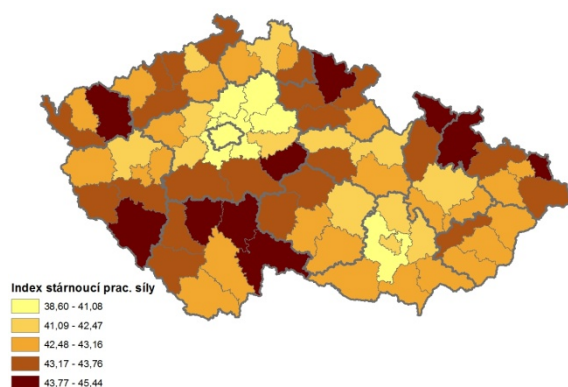 Index stárnoucí prac. síly
38,60 - 41,08
41,09 - 42,47
42,48 - 43,16
43,17 - 43,76
43,77 - 45,44